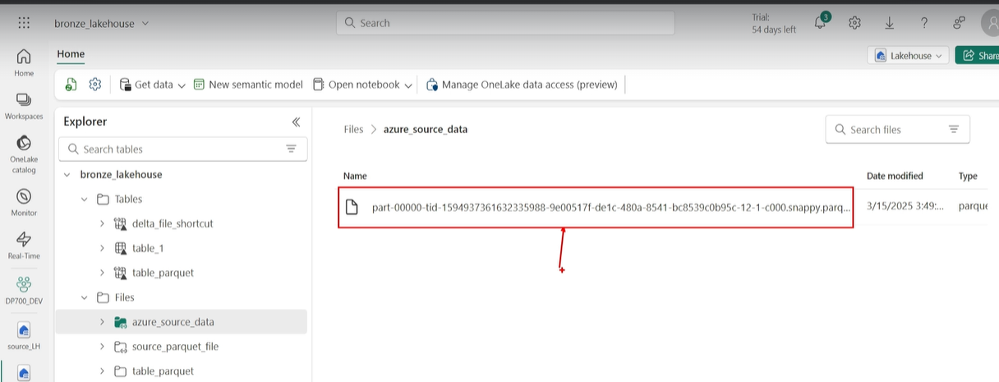 bronze_lakehouse
Search
Trial:
54 days left
3
Home
Lakehouse
Share
Get data
New semantic model
Open notebook
Manage OneLake data access (preview)
Home
Workspaces
OneLake
catalog
Monitor
Real-Time
DP700_DEV
source_LH
Explorer
Search tables
bronze_lakehouse
Tables
delta_file_shortcut
table_1
table_parquet
Files
azure_source_data
source_parquet_file
table_parquet
Files > azure_source_data
Search files
Name Date modified Type
part-00000-tid-1594937361632335988-9e00517f-de1c-480a-8541-bc8539c0b95c-12-1-c000.snappy.parq... 3/15/2025 3:49:... parque